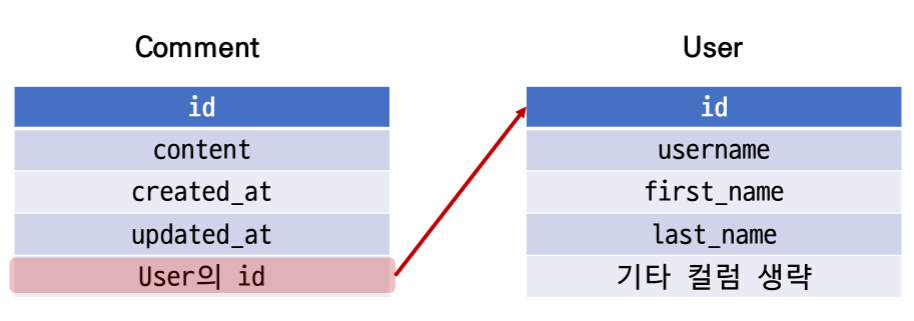 Comment
id
content
created_at
updated_at
User의 id
User
id
username
first_name
last_name
기타 컬럼 생략